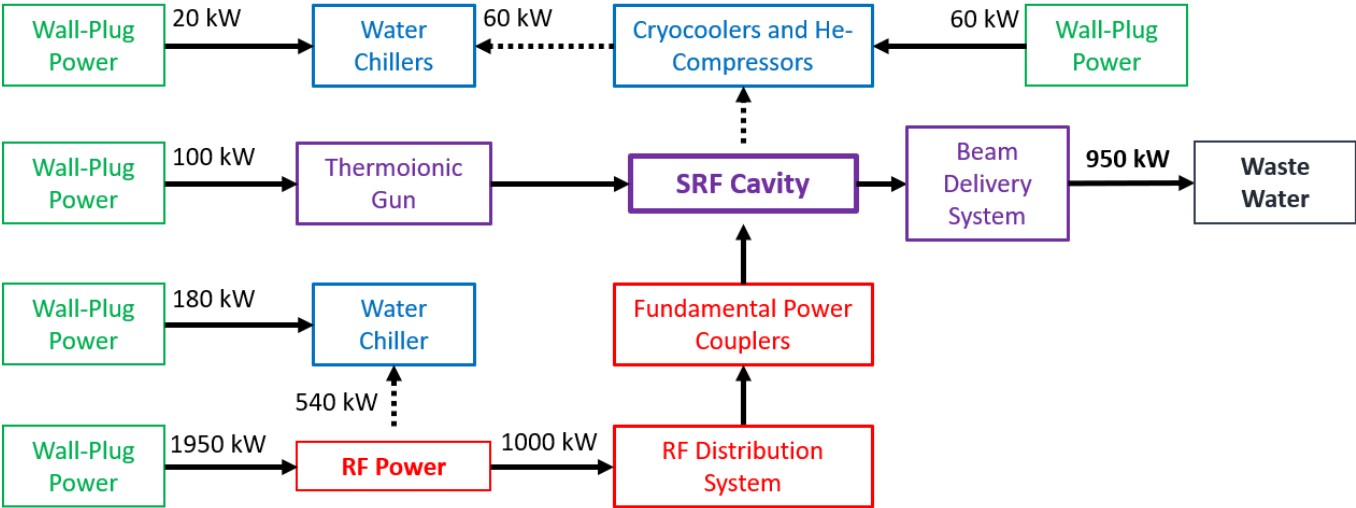 20 kW
60 kW
60 kW
Wall-Plug
Power
Water
Chillers
Cryocoolers and He-
Compressors
Wall-Plug
Power
100 kW
950 kW
Wall-Plug
Power
Thermoionic
Gun
SRF Cavity
Beam
Delivery
System
Waste
Water
180 kW
Wall-Plug
Power
Water
Chiller
Fundamental Power
Couplers
540 kW
1950 kW
1000 kW
Wall-Plug
Power
RF Power
RF Distribution
System